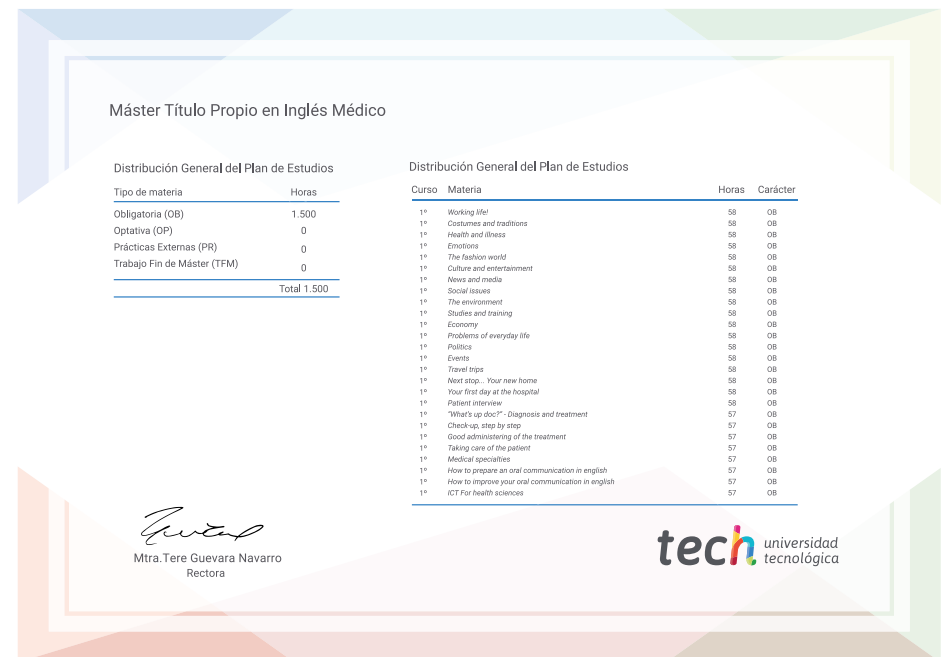 Máster Título Propio en Inglés Médico
Distribución General del Plan de Estudios
Tipo de materia Horas
Obligatoria (OB) 1.500
Optativa (OP) 0
Prácticas Externas (PR) 0
Trabajo Fin de Máster (TFM) 0
Total 1.500
Distribución General del Plan de Estudios
Curso Materia Horas Carácter
1º Working life! 58 OB
1º Costumes and traditions 58 OB
1º Health and illness 58 OB
1º Emotions 58 OB
1º The fashion world 58 OB
1º Culture and entertainment 58 OB
1º News and media 58 OB
1º Social issues 58 OB
1º The environment 58 OB
1º Studies and training 58 OB
1º Economy 58 OB
1º Problems of everyday life 58 OB
1º Politics 58 OB
1º Events 58 OB
1º Travel trips 58 OB
1º Next stop... Your new home 58 OB
1º Your first day at the hospital 58 OB
1º Patient interview 58 OB
1º "What's up doc?" - Diagnosis and treatment 57 OB
1º Check-up, step by step 57 OB
1º Good administering of the treatment 57 OB
1º Taking care of the patient 57 OB
1º Medical specialties 57 OB
1º How to prepare an oral communication in english 57 OB
1º How to improve your oral communication in english 57 OB
1º ICT For health sciences 57 OB
Mtra.Tere Guevara Navarro
Rectora
tech universidad
tecnológica